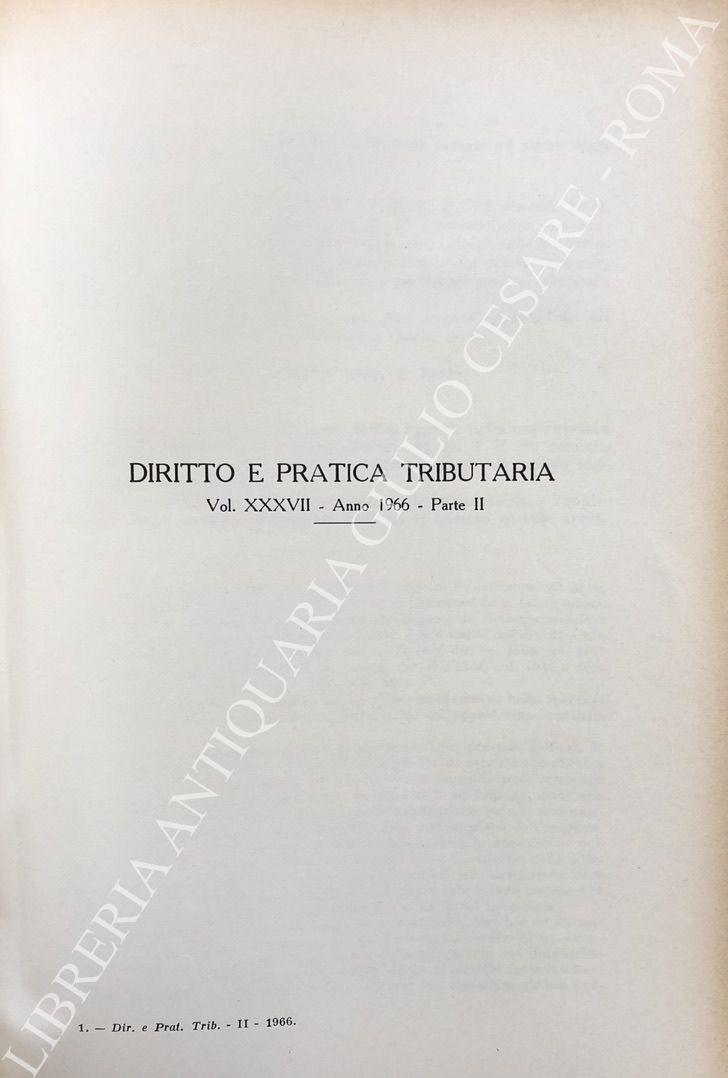 DIRITTO E PRATICA TRIBUTARIA
Vol. XXXVII - Anno 1966 - Parte II
1. — Dir. e Prat. Trib. - II - 1966.
LIBRERIA ANTIQUARIA GIULIO CESARE - ROMA